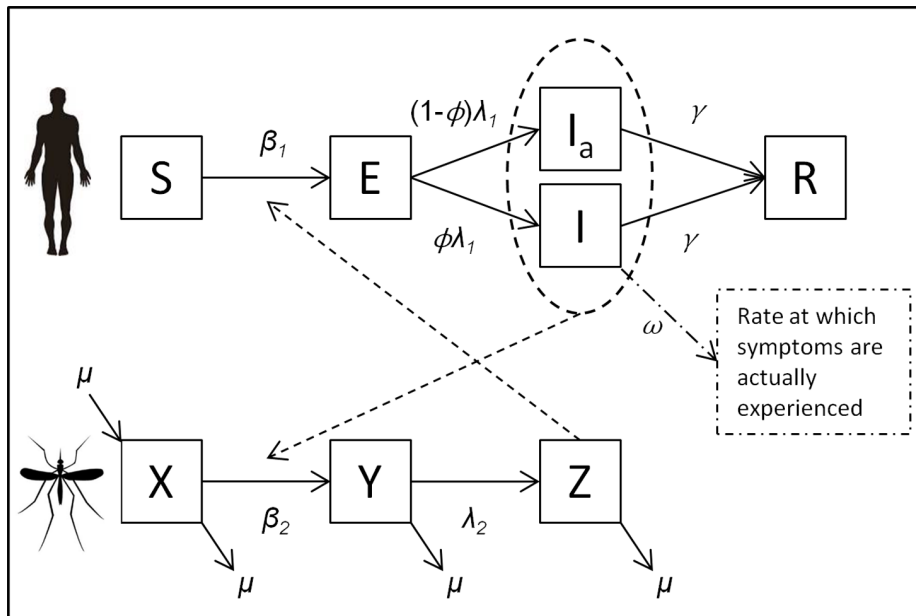 (1-ϕ)λ₁
Iₐ
γ
S
β₁
E
R
I
ϕλ₁
γ
ω
Rate at which
symptoms are
actually
experienced
μ
X
β₂
Y
λ₂
Z
μ
μ
μ